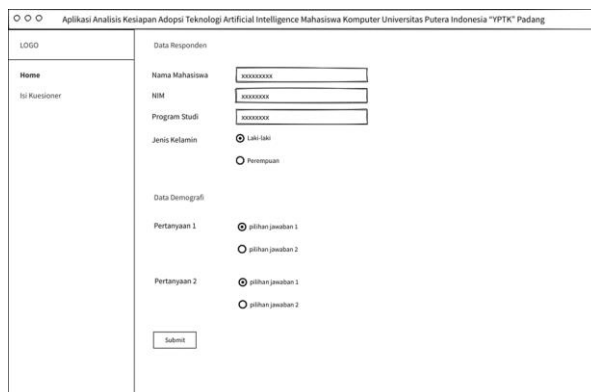 Aplikasi Analisis Kesiapan Adopsi Teknologi Artificial Intelligence Mahasiswa Komputer Universitas Putera Indonesia "YPTK" Padang
LOGO
Home
Isi Kuesioner
Data Responden
Nama Mahasiswa xxxxxxxxx
NIM xxxxxxxx
Program Studi xxxxxxxx
Jenis Kelamin Laki-laki
Perempuan
Data Demografi
Pertanyaan 1 pilihan jawaban 1
pilihan jawaban 2
Pertanyaan 2 pilihan jawaban 1
pilihan jawaban 2
Submit